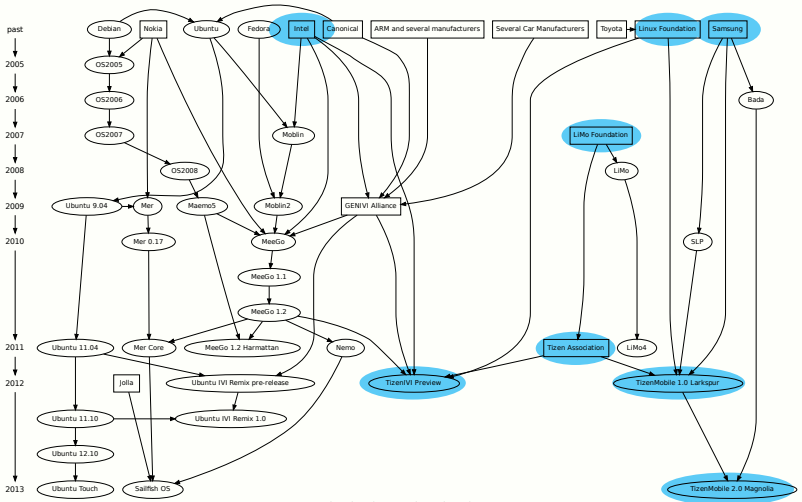 past
Debian
Nokia
Ubuntu
Fedora
Intel
Canonical
ARM and several manufacturers
Several Car Manufacturers
Toyota
Linux Foundation
Samsung
2005
OS2005
2006
OS2006
Bada
2007
OS2007
Moblin
LiMo Foundation
2008
OS2008
LiMo
2009
Ubuntu 9.04
Mer
Maemo5
Moblin2
GENIVI Alliance
2010
Mer 0.17
MeeGo
SLP
MeeGo 1.1
MeeGo 1.2
2011
Ubuntu 11.04
Mer Core
MeeGo 1.2 Harmattan
Nemo
Tizen Association
LiMo4
2012
Jolla
Ubuntu IVI Remix pre-release
TizenIVI Preview
TizenMobile 1.0 Larkspur
Ubuntu 11.10
Ubuntu IVI Remix 1.0
Ubuntu 12.10
2013
Ubuntu Touch
Sailfish OS
TizenMobile 2.0 Magnolia